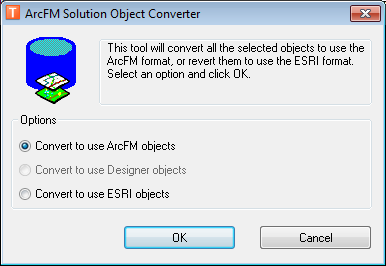 ArcFM Solution Object Converter
This tool will convert all the selected objects to use the
ArcFM format, or revert them to use the ESRI format.
Select an option and click OK.
Options
Convert to use ArcFM objects
Convert to use Designer objects
Convert to use ESRI objects
OK
Cancel